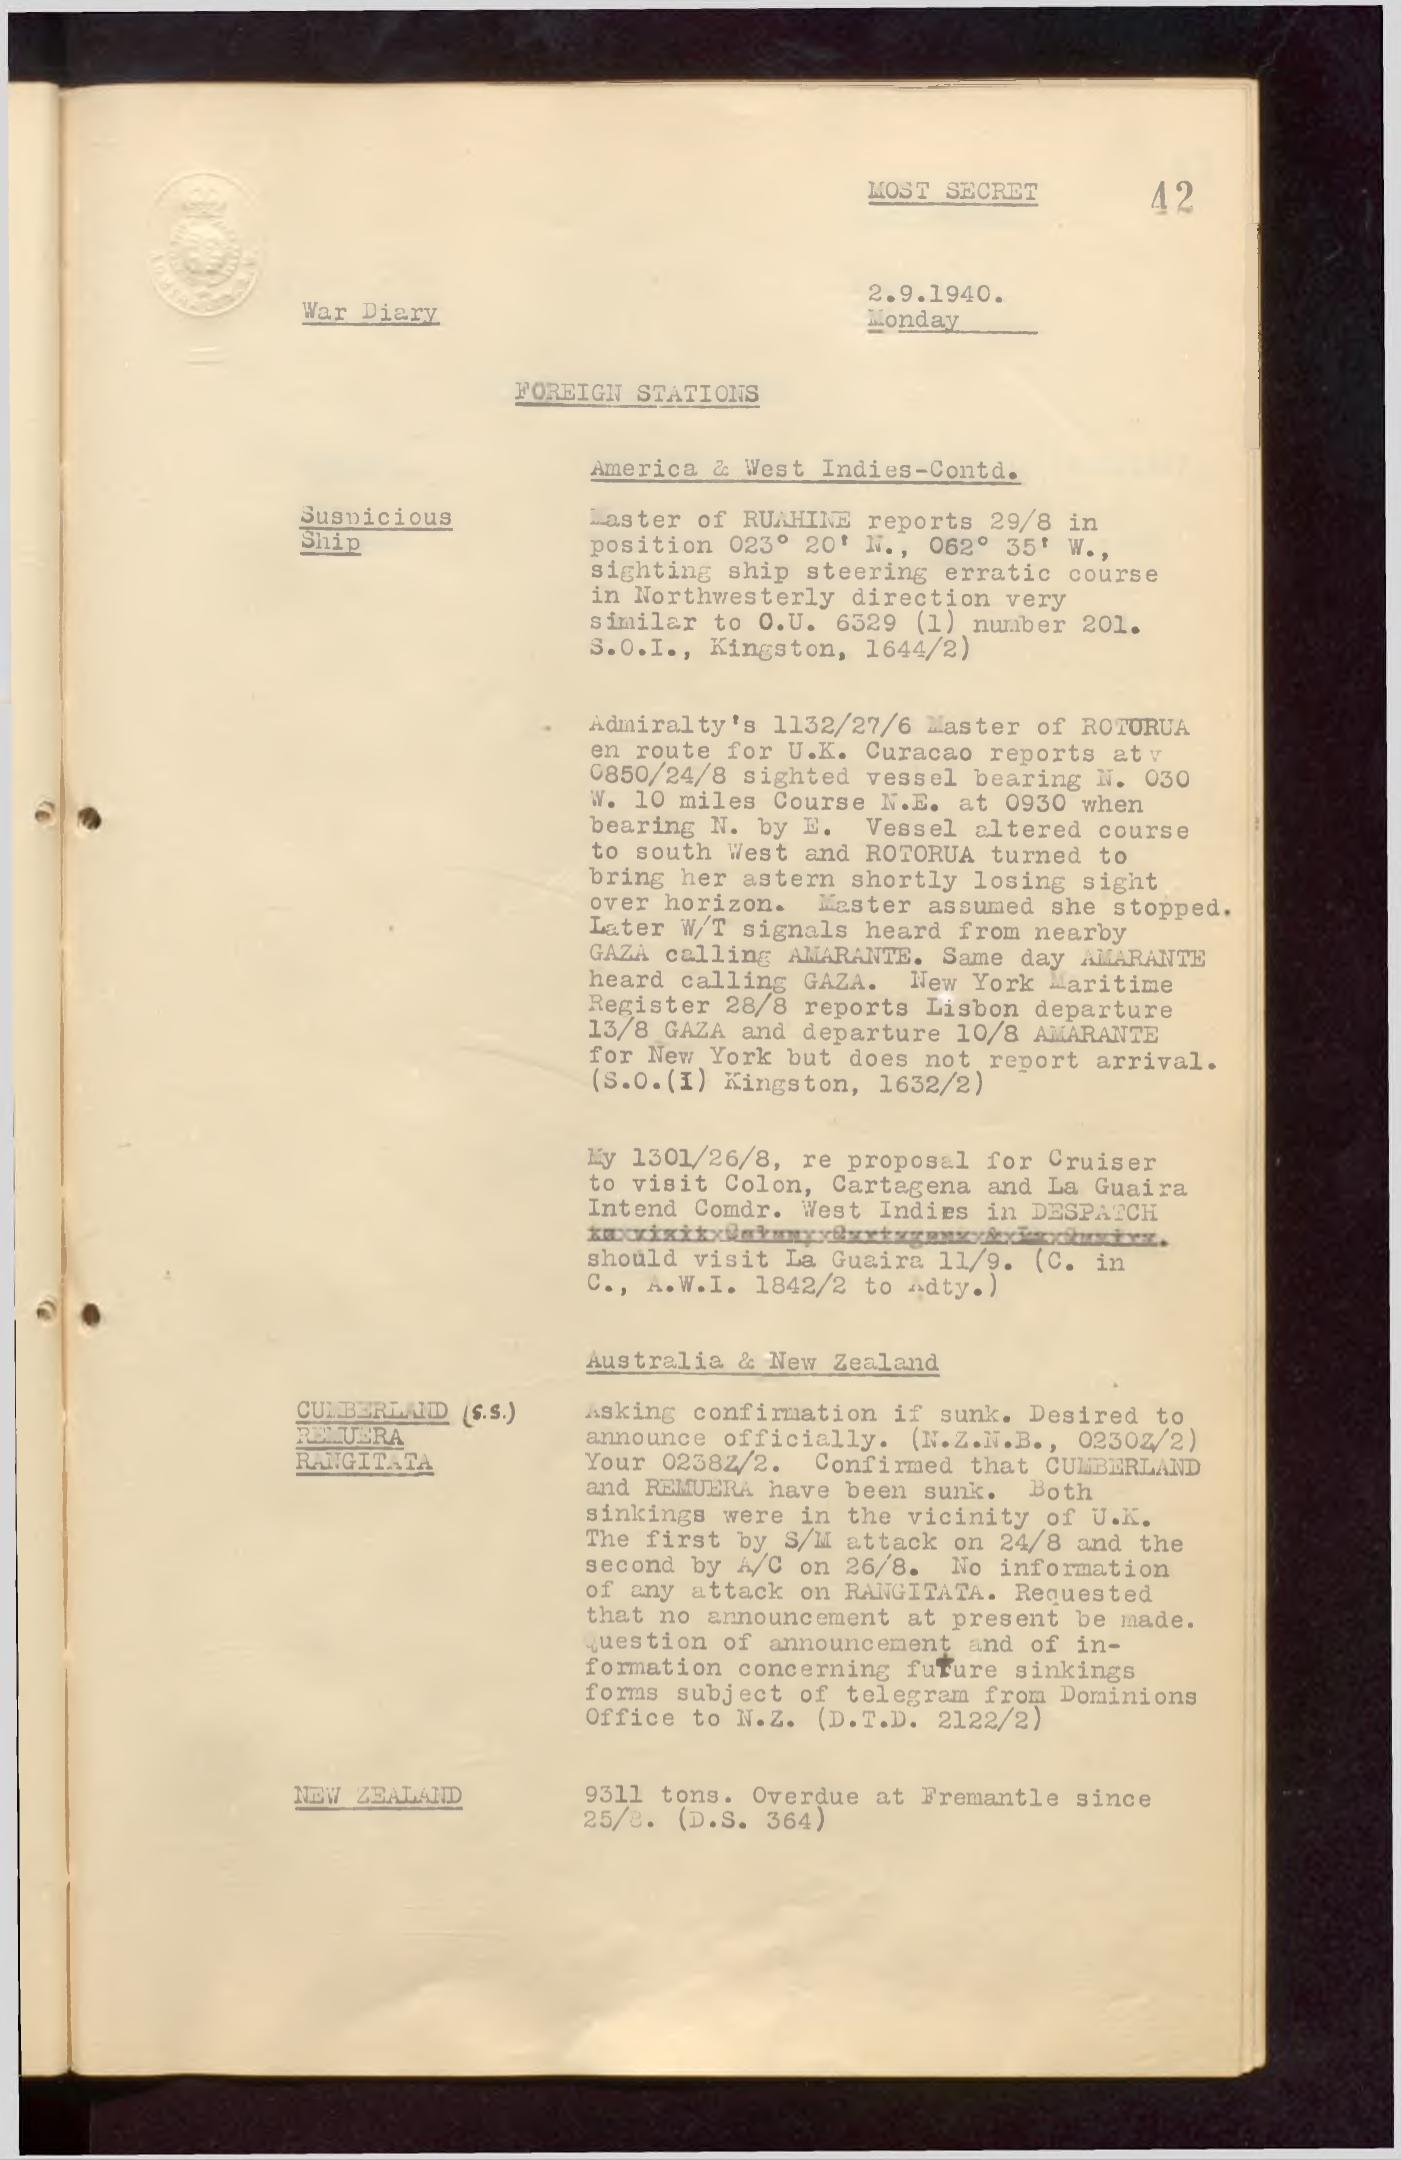 MOST SECRET
42
2.9.1940.
War Diary
Monday
FOREIGN STATIONS
America & West Indies-Contd.
Suspicious
Ship
Master of RUAHINE reports 29/8 in
position 023° 20' N., 062° 35' W.,
sighting ship steering erratic course
in Northwesterly direction very
similar to O.U. 6329 (1) number 201.
S.O.I., Kingston, 1644/2)
Admiralty's 1132/27/6 Master of ROTORUA
en route for U.K. Curacao reports at
0850/24/8 sighted vessel bearing N. 030
W. 10 miles Course N.E. at 0930 when
bearing N. by E. Vessel altered course
to south West and ROTORUA turned to
bring her astern shortly losing sight
over horizon. Master assumed she stopped.
Later W/T signals heard from nearby
GAZA calling AMARANTE. Same day AMARANTE
heard calling GAZA. New York Maritime
Register 28/8 reports Lisbon departure
13/8 GAZA and departure 10/8 AMARANTE
for New York but does not report arrival.
(S.O.(I) Kingston, 1632/2)
My 1301/26/8, re proposal for Cruiser
to visit Colon, Cartagena and La Guaira
Intend Comdr. West Indies in DESPATCH
to visit Colon, Cartagena & La Guaira.
should visit La Guaira 11/9. (C. in
C., A.W.I. 1842/2 to Adty.)
Australia & New Zealand
CUMBERLAND (S.S.)
REMUERA
RANGITATA
Asking confirmation if sunk. Desired to
announce officially. (N.Z.N.B., 0230Z/2)
Your 0238Z/2. Confirmed that CUMBERLAND
and REMUERA have been sunk. Both
sinkings were in the vicinity of U.K.
The first by S/M attack on 24/8 and the
second by A/C on 26/8. No information
of any attack on RANGITATA. Requested
that no announcement at present be made.
Question of announcement and of in-
formation concerning future sinkings
forms subject of telegram from Dominions
Office to N.Z. (D.T.D. 2122/2)
NEW ZEALAND
9311 tons. Overdue at Fremantle since
25/8. (D.S. 364)